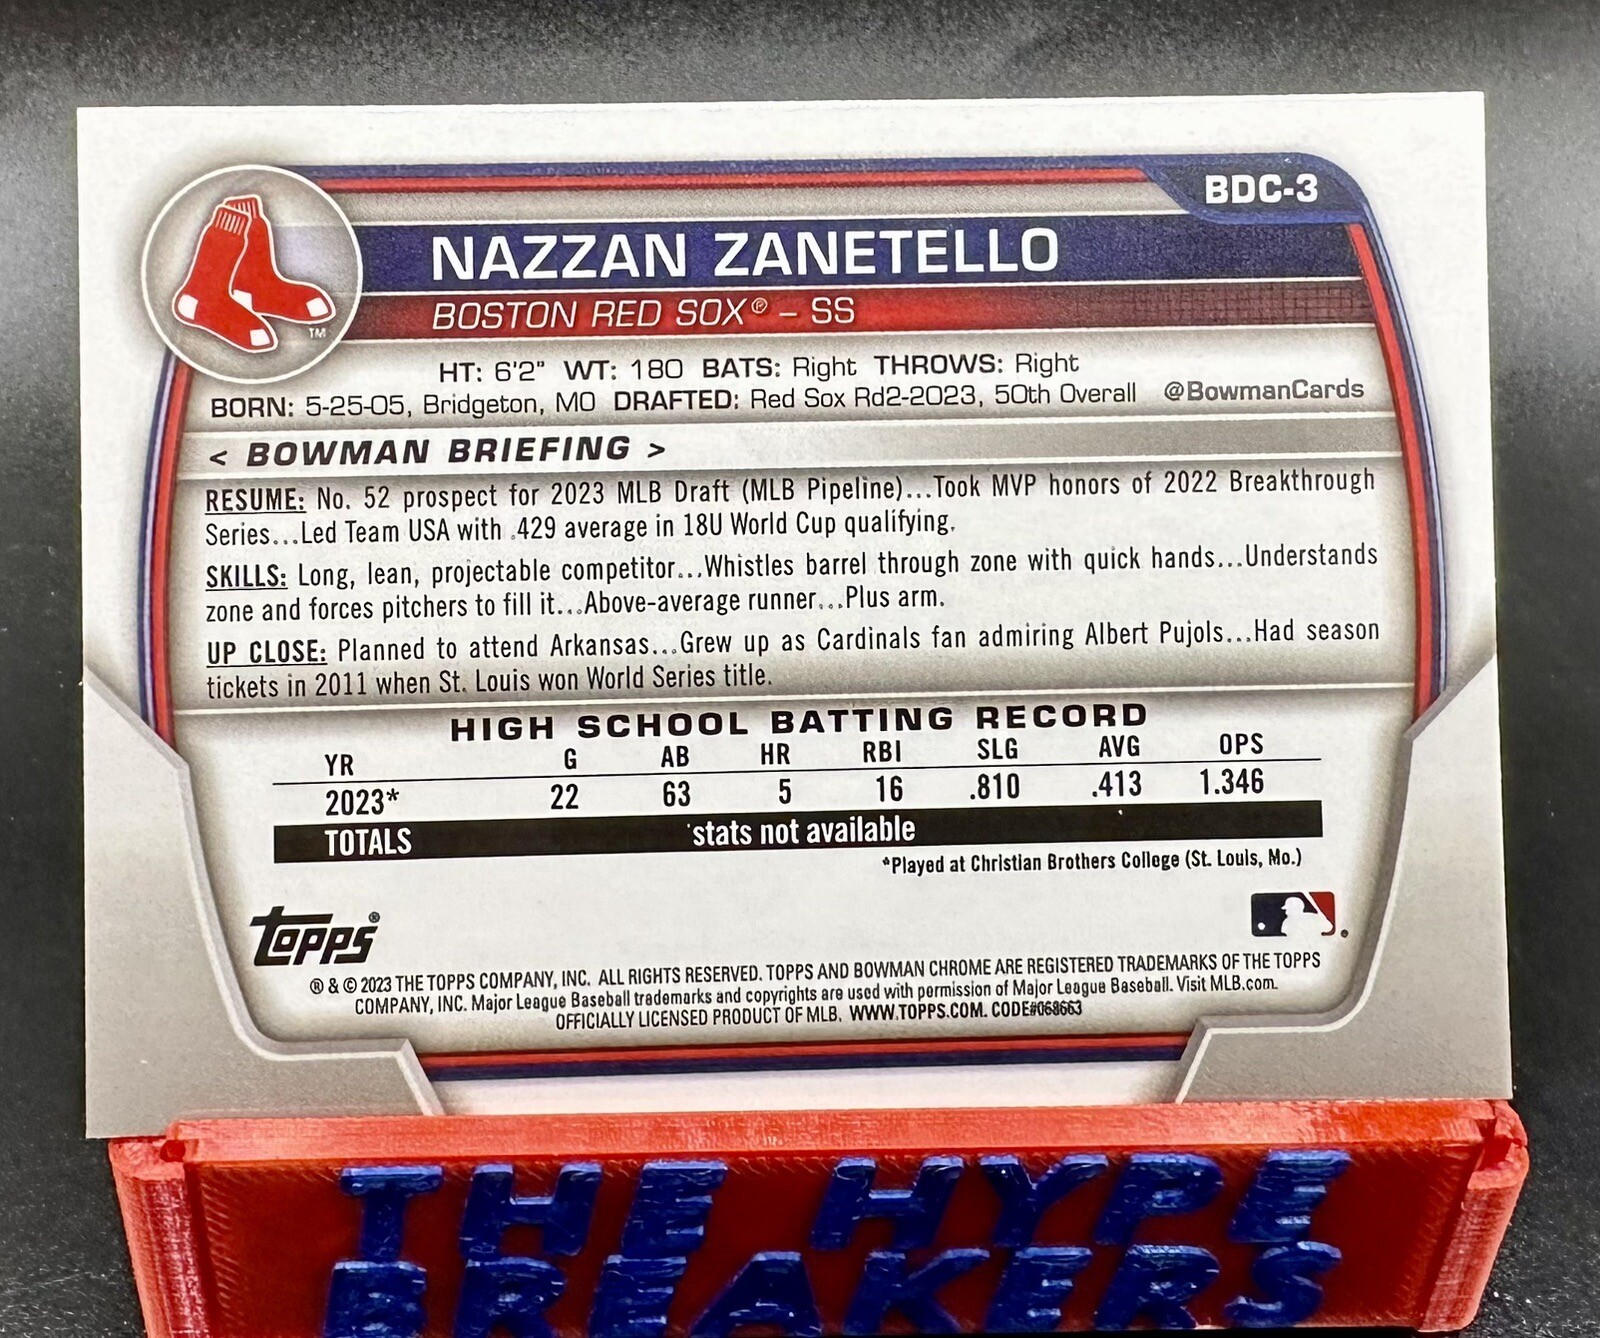 BDC-3
NAZZAN ZANETELLO
BOSTON RED SOX® – SS
TM
HT: 6'2" WT: 180 BATS: Right THROWS: Right
BORN: 5-25-05, Bridgeton, MO DRAFTED: Red Sox Rd2-2023, 50th Overall @BowmanCards
< BOWMAN BRIEFING >
RESUME: No. 52 prospect for 2023 MLB Draft (MLB Pipeline)...Took MVP honors of 2022 Breakthrough
Series...Led Team USA with .429 average in 18U World Cup qualifying.
SKILLS: Long, lean, projectable competitor...Whistles barrel through zone with quick hands...Understands
zone and forces pitchers to fill it...Above-average runner...Plus arm.
UP CLOSE: Planned to attend Arkansas...Grew up as Cardinals fan admiring Albert Pujols...Had season
tickets in 2011 when St. Louis won World Series title.
HIGH SCHOOL BATTING RECORD
YR G AB HR RBI SLG AVG OPS
2023* 22 63 5 16 .810 .413 1.346
TOTALS stats not available
*Played at Christian Brothers College (St. Louis, Mo.)
Topps®
® & © 2023 THE TOPPS COMPANY, INC. ALL RIGHTS RESERVED. TOPPS AND BOWMAN CHROME ARE REGISTERED TRADEMARKS OF THE TOPPS
COMPANY, INC. Major League Baseball trademarks and copyrights are used with permission of Major League Baseball. Visit MLB.com.
OFFICIALLY LICENSED PRODUCT OF MLB. WWW.TOPPS.COM. CODE#068663
THE HYPE
BREAKERS